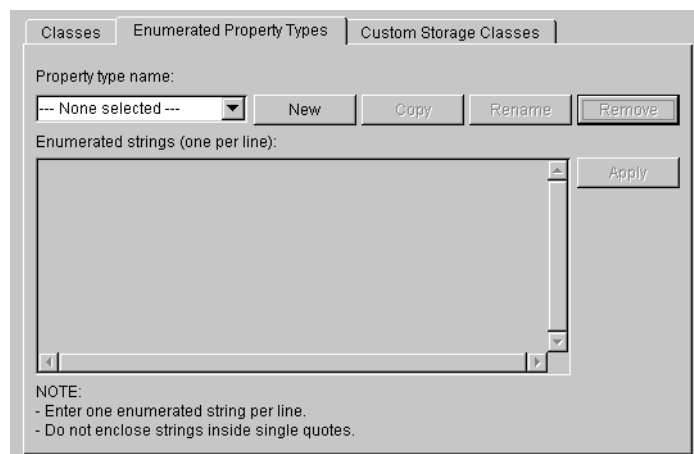 Classes Enumerated Property Types Custom Storage Classes
Property type name:
--- None selected --- New Copy Rename Remove
Enumerated strings (one per line):
Apply
NOTE:
- Enter one enumerated string per line.
- Do not enclose strings inside single quotes.